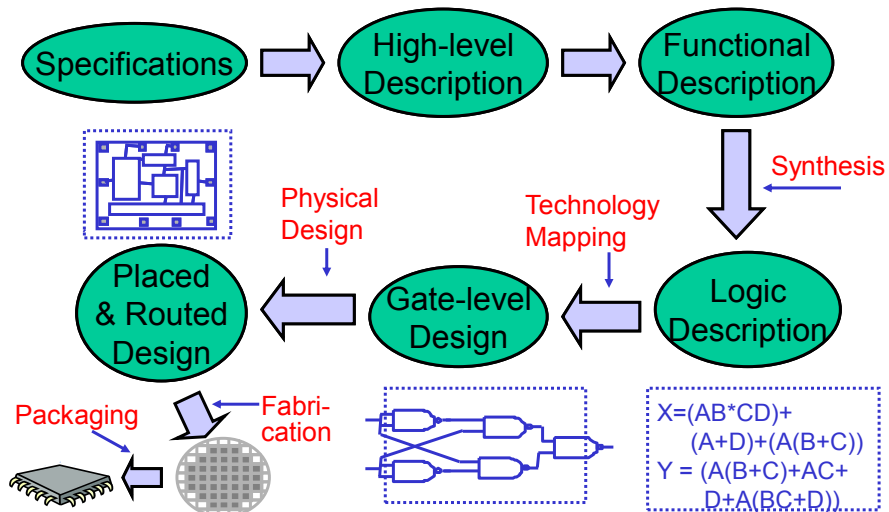 Specifications
High-level
Description
Functional
Description
Synthesis
Physical
Design
Technology
Mapping
Placed
& Routed
Design
Gate-level
Design
Logic
Description
Packaging
Fabri-
cation
X=(AB*CD)+
(A+D)+(A(B+C))
Y = (A(B+C)+AC+
D+A(BC+D))